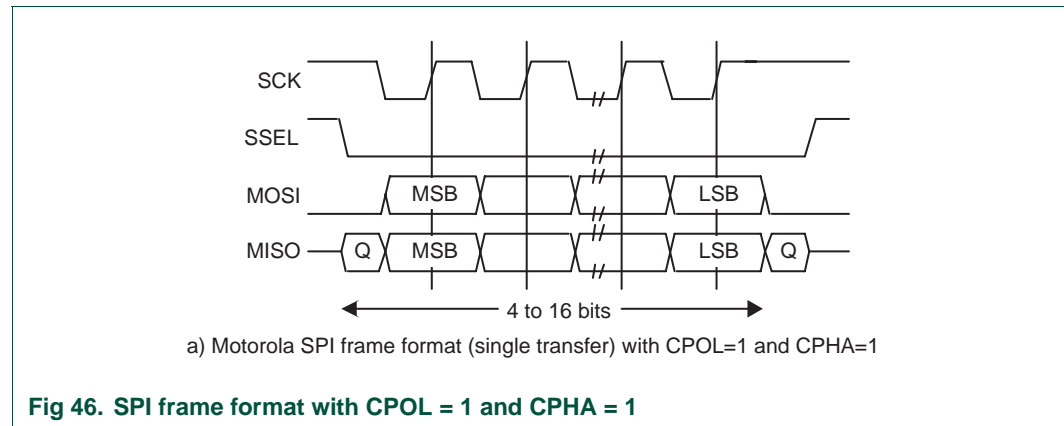 SCK
SSEL
MOSI MSB LSB
MISO Q MSB LSB Q
4 to 16 bits
a) Motorola SPI frame format (single transfer) with CPOL=1 and CPHA=1
Fig 46. SPI frame format with CPOL = 1 and CPHA = 1